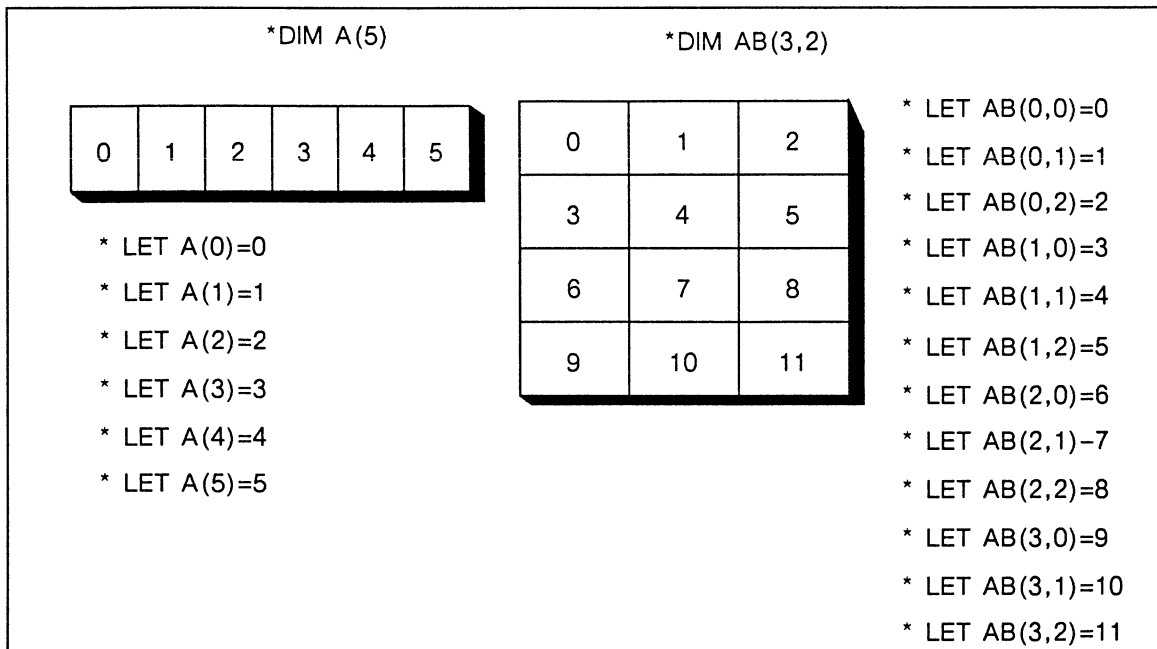 *DIM A(5)
0 1 2 3 4 5
* LET A(0)=0
* LET A(1)=1
* LET A(2)=2
* LET A(3)=3
* LET A(4)=4
* LET A(5)=5
*DIM AB(3,2)
0 1 2
3 4 5
6 7 8
9 10 11
* LET AB(0,0)=0
* LET AB(0,1)=1
* LET AB(0,2)=2
* LET AB(1,0)=3
* LET AB(1,1)=4
* LET AB(1,2)=5
* LET AB(2,0)=6
* LET AB(2,1)–7
* LET AB(2,2)=8
* LET AB(3,0)=9
* LET AB(3,1)=10
* LET AB(3,2)=11